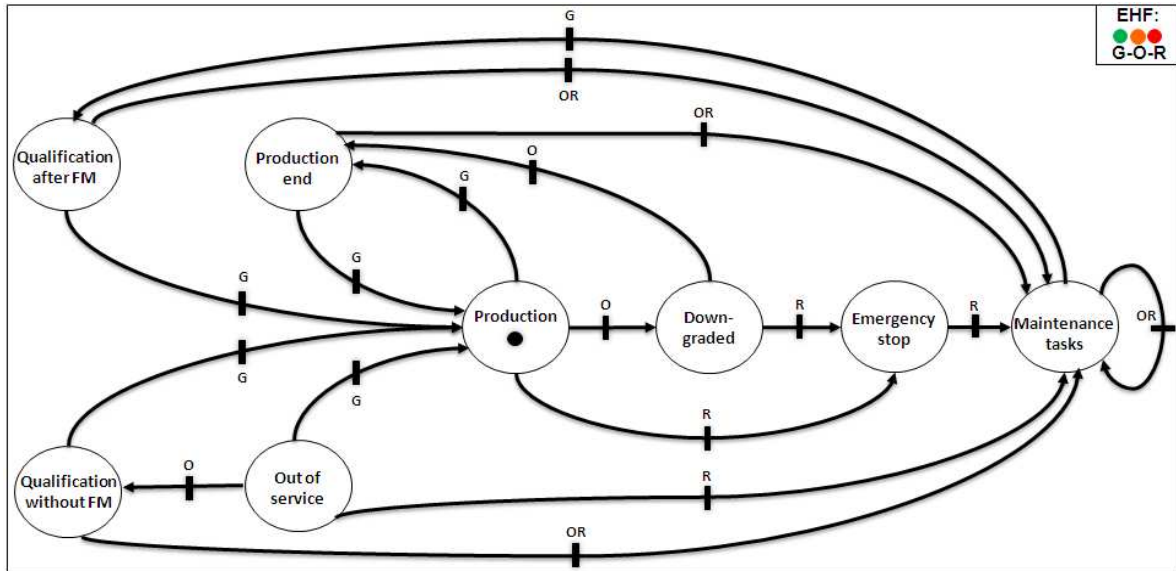 G
EHF:
G-O-R
OR
OR
Qualification
after FM
Production
end
O
G
G
G
Production
O
Down-
graded
R
Emergency
stop
R
Maintenance
tasks
OR
G
G
R
Qualification
without FM
O
Out of
service
R
OR